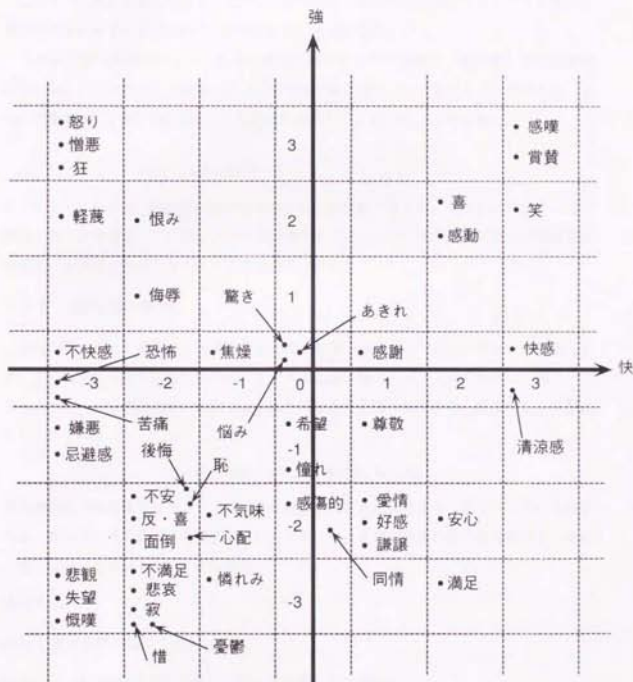 強
怒り
憎悪
狂
3
感嘆
賞賛
軽蔑
恨み
2
喜
笑
感動
侮辱
驚き
1
あきれ
不快感
恐怖
焦燥
感謝
快感
快
-3
-2
-1
0
1
2
3
嫌悪
苦痛
悩み
希望
尊敬
清涼感
忌避感
後悔
恥
-1
憧れ
不安
不気味
感傷的
愛情
反・喜
-2
好感
安心
面倒
心配
謙譲
悲観
不満足
憐れみ
同情
満足
失望
悲哀
-3
慨嘆
寂
惜
憂鬱